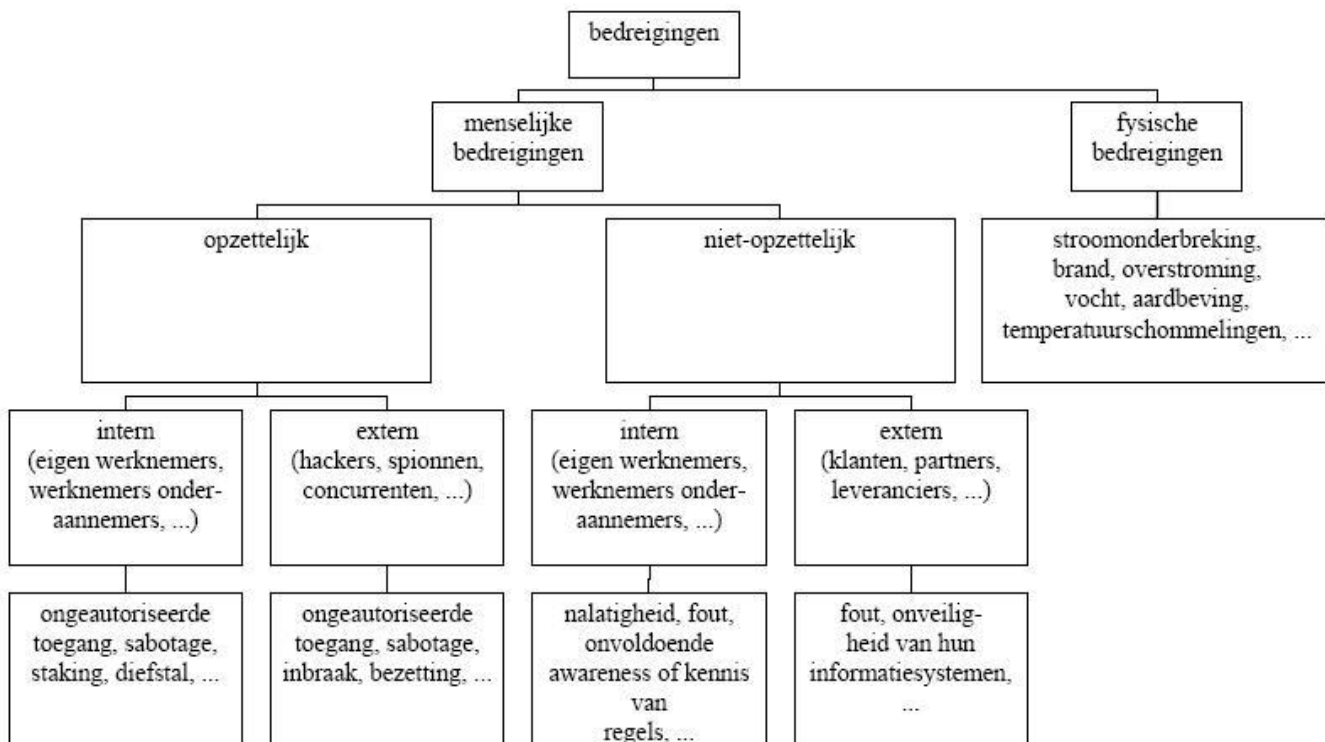 bedreigingen
menselijke
bedreigingen
fysische
bedreigingen
opzettelijk
niet-opzettelijk
stroomonderbreking,
brand, overstroming,
vocht, aardbeving,
temperatuurschommelingen, ...
intern
(eigen werknemers,
werknemers onder-
aannemers, ...)
extern
(hackers, spionnen,
concurrenten, ...)
intern
(eigen werknemers,
werknemers onder-
aannemers, ...)
extern
(klanten, partners,
leveranciers, ...)
ongeautoriseerde
toegang, sabotage,
staking, diefstal, ...
ongeautoriseerde
toegang, sabotage,
inbraak, bezetting, ...
nalatigheid, fout,
onvoldoende
awareness of kennis
van
regels, ...
fout, onveilig-
heid van hun
informatiesystemen,
...